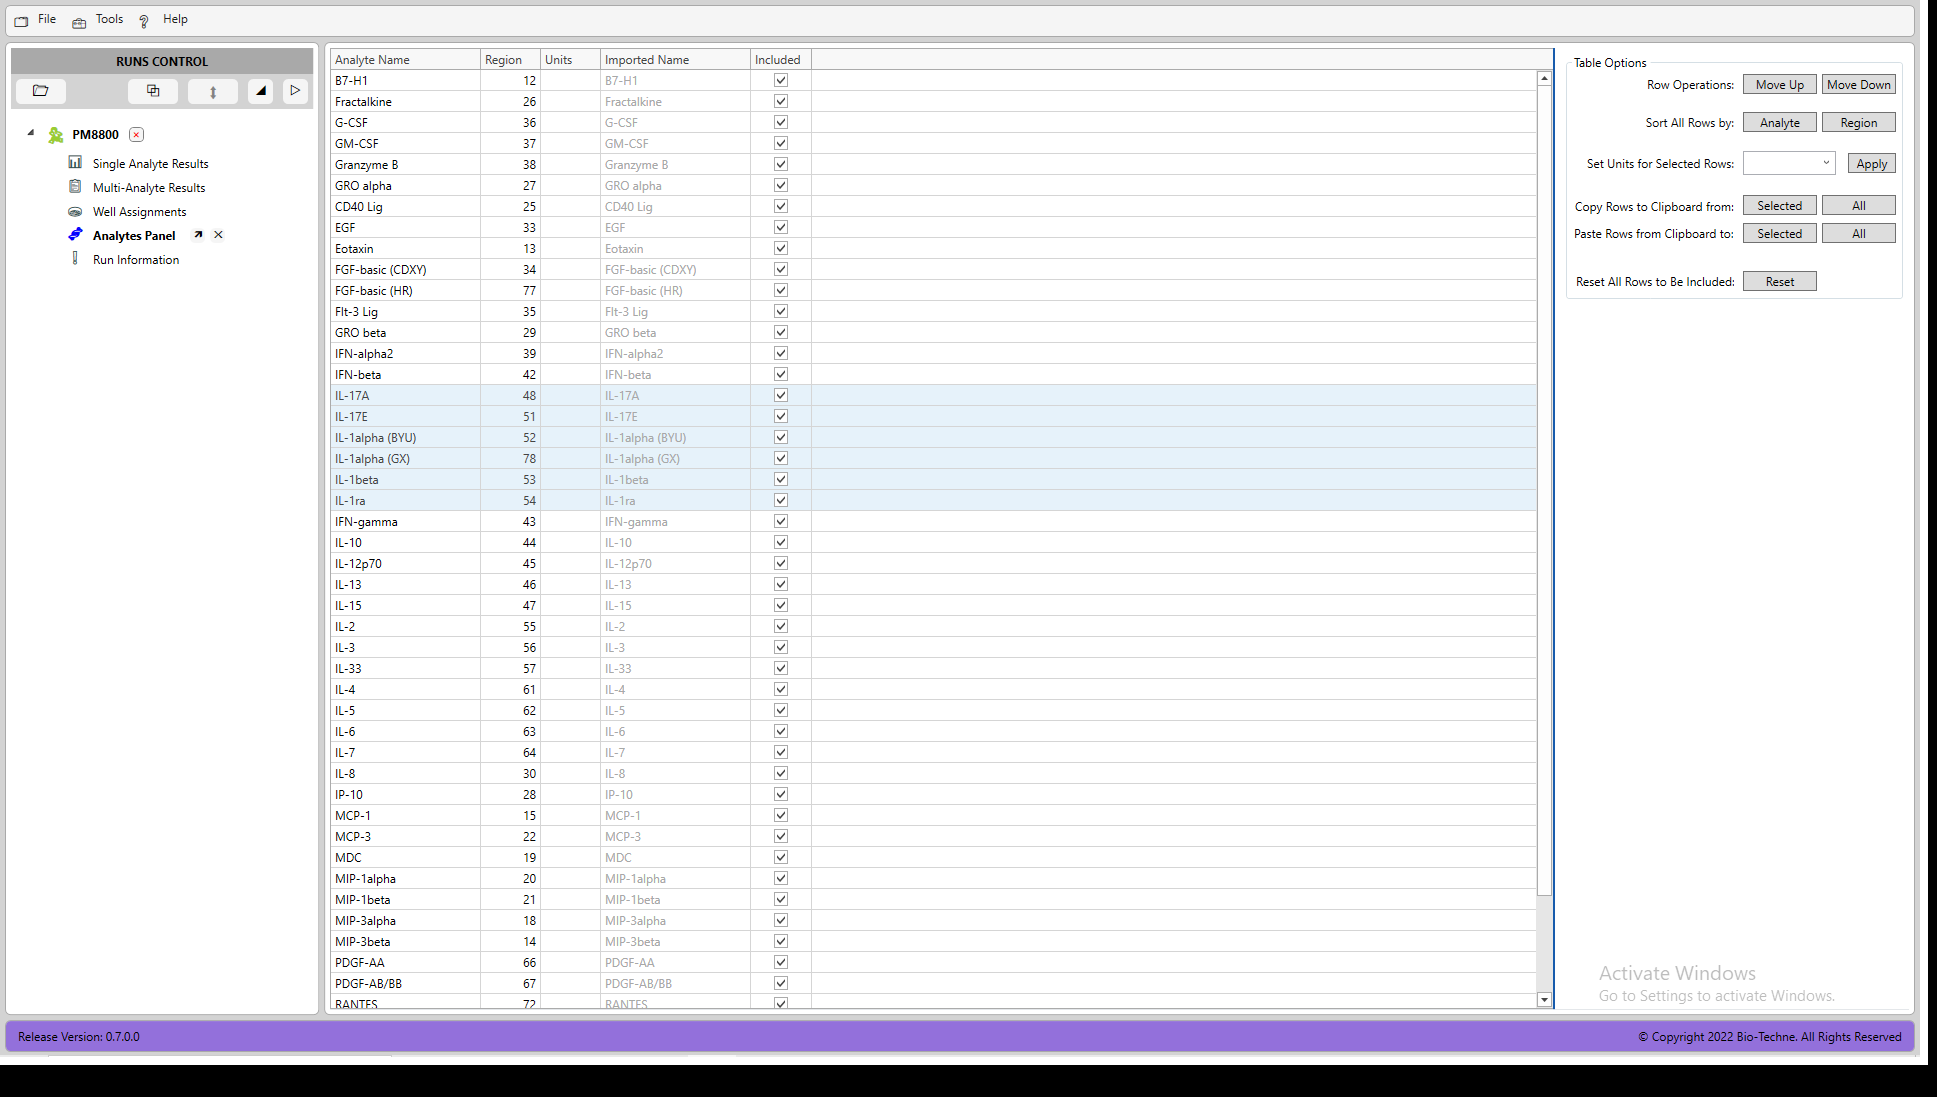 File Tools Help
RUNS CONTROL
PM8800
Single Analyte Results
Multi-Analyte Results
Well Assignments
Analytes Panel
Run Information
Analyte Name Region Units Imported Name Included
B7-H1 12 B7-H1
Fractalkine 26 Fractalkine
G-CSF 36 G-CSF
GM-CSF 37 GM-CSF
Granzyme B 38 Granzyme B
GRO alpha 27 GRO alpha
CD40 Lig 25 CD40 Lig
EGF 33 EGF
Eotaxin 13 Eotaxin
FGF-basic (CDXY) 34 FGF-basic (CDXY)
FGF-basic (HR) 77 FGF-basic (HR)
Flt-3 Lig 35 Flt-3 Lig
GRO beta 29 GRO beta
IFN-alpha2 39 IFN-alpha2
IFN-beta 42 IFN-beta
IL-17A 48 IL-17A
IL-17E 51 IL-17E
IL-1alpha (BYU) 52 IL-1alpha (BYU)
IL-1alpha (GX) 78 IL-1alpha (GX)
IL-1beta 53 IL-1beta
IL-1ra 54 IL-1ra
IFN-gamma 43 IFN-gamma
IL-10 44 IL-10
IL-12p70 45 IL-12p70
IL-13 46 IL-13
IL-15 47 IL-15
IL-2 55 IL-2
IL-3 56 IL-3
IL-33 57 IL-33
IL-4 61 IL-4
IL-5 62 IL-5
IL-6 63 IL-6
IL-7 64 IL-7
IL-8 30 IL-8
IP-10 28 IP-10
MCP-1 15 MCP-1
MCP-3 22 MCP-3
MDC 19 MDC
MIP-1alpha 20 MIP-1alpha
MIP-1beta 21 MIP-1beta
MIP-3alpha 18 MIP-3alpha
MIP-3beta 14 MIP-3beta
PDGF-AA 66 PDGF-AA
PDGF-AB/BB 67 PDGF-AB/BB
RANTES 72 RANTES
Table Options
Row Operations: Move Up Move Down
Sort All Rows by: Analyte Region
Set Units for Selected Rows: Apply
Copy Rows to Clipboard from: Selected All
Paste Rows from Clipboard to: Selected All
Reset All Rows to Be Included: Reset
Activate Windows
Go to Settings to activate Windows.
Release Version: 0.7.0.0
© Copyright 2022 Bio-Techne. All Rights Reserved